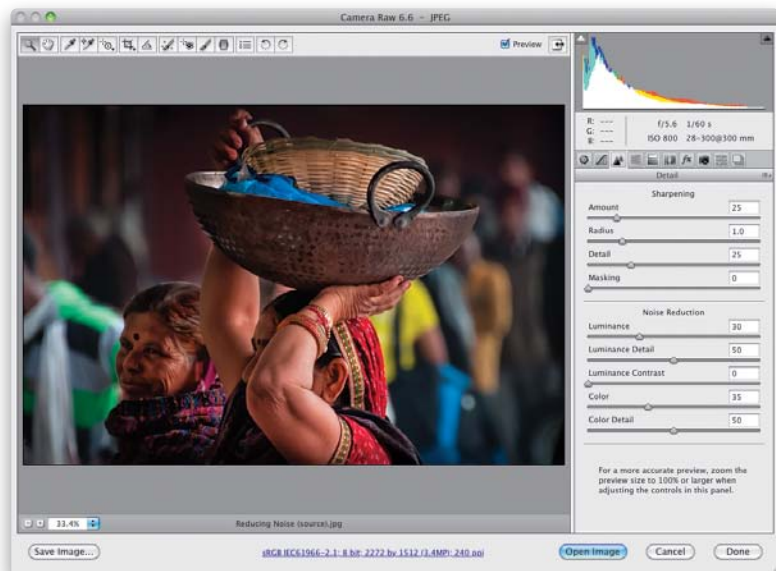 Camera Raw 6.6 – JPEG
Preview
R: ---
G: ---
B: ---
f/5.6 1/60 s
ISO 800 28-300@300 mm
fx
Detail
Sharpening
Amount 25
Radius 1.0
Detail 25
Masking 0
Noise Reduction
Luminance 30
Luminance Detail 50
Luminance Contrast 0
Color 35
Color Detail 50
For a more accurate preview, zoom the
preview size to 100% or larger when
adjusting the controls in this panel.
33.4%
Reducing Noise (source).jpg
Save Image...
sRGB IEC61966-2.1; 8 bit; 2272 by 1512 (3.4MP); 240 ppi
Open Image
Cancel
Done